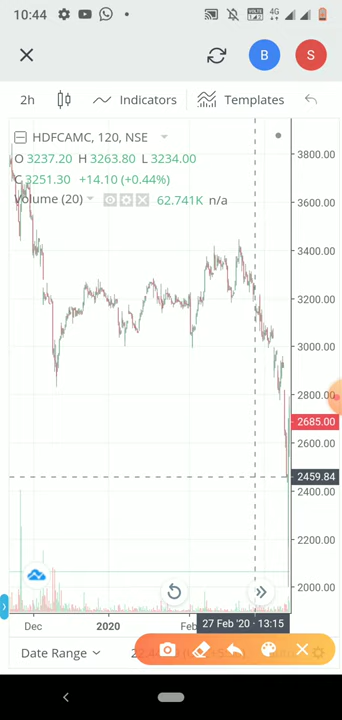 10:44
4G
B
S
2h
Indicators
Templates
HDFCAMC, 120, NSE
O 3237.20 H 3263.80 L 3234.00
C 3251.30 +14.10 (+0.44%)
Volume (20) 62.741K n/a
3800.00
3600.00
3400.00
3200.00
3000.00
2800.00
2685.00
2600.00
2459.84
2400.00
2200.00
2000.00
Dec 2020 Feb
27 Feb '20 · 13:15
Date Range